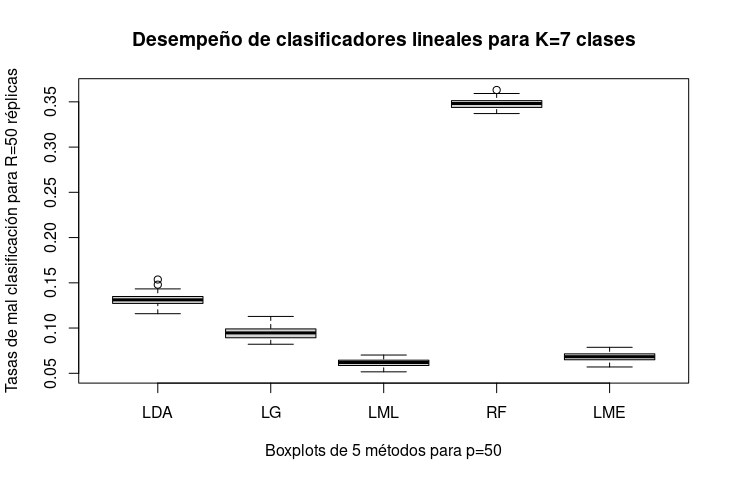 Desempeño de clasificadores lineales para K=7 clases
Tasas de mal clasificación para R=50 réplicas
0.35
0.30
0.25
0.20
0.15
0.10
0.05
LDA LG LML RF LME
Boxplots de 5 métodos para p=50